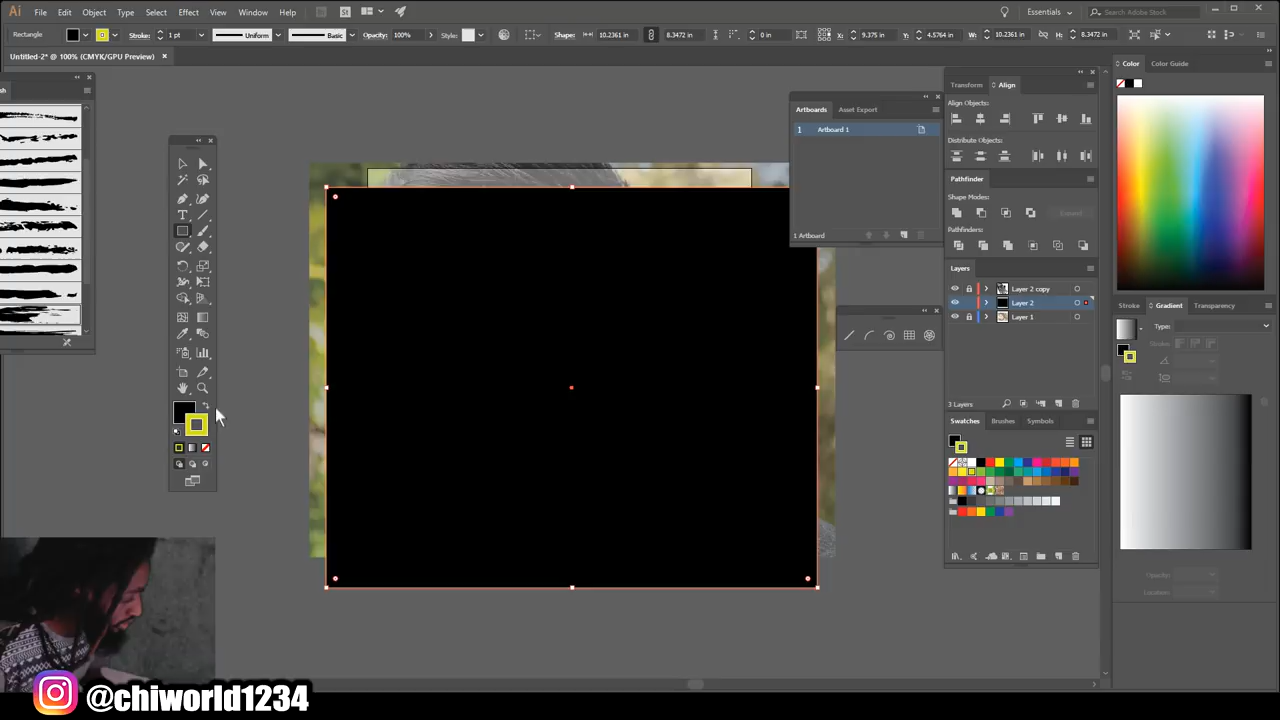 Ai File Edit Object Type Select Effect View Window Help Essentials Search Adobe Stock
Rectangle Stroke: 1 pt Uniform Basic Opacity: 100% Style: Shape: 10.2361 in 8.3472 in 0 in X: 9.375 in Y: 4.5764 in W: 10.2361 in H: 8.3472 in
Untitled-2* @ 100% (CMYK/GPU Preview)
Color Color Guide
Transform Align
Align Objects:
Distribute Objects:
Artboards Asset Export
1 Artboard 1
1 Artboard
Pathfinder
Shape Modes:
Expand
Pathfinders:
Layers
Layer 2 copy
Layer 2
Layer 1
3 Layers
Stroke Gradient Transparency
Type:
Stroke:
Opacity:
Location:
Swatches Brushes Symbols
@chiworld1234